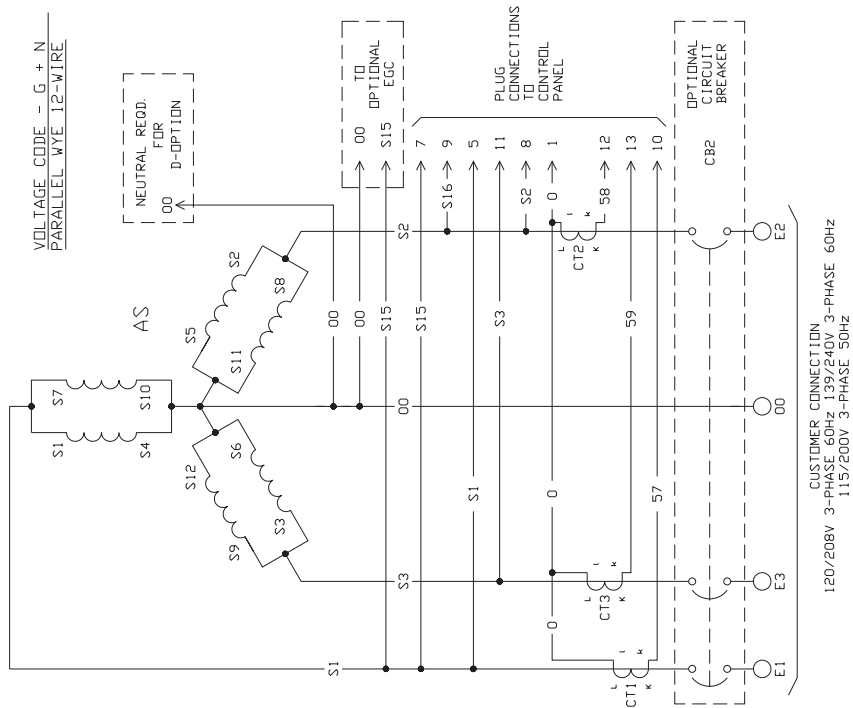 VOLTAGE CODE - G + N
PARALLEL WYE 12-WIRE
NEUTRAL REQD.
FOR
D-OPTION
00
TO
OPTIONAL
EGC
00
S15
PLUG
CONNECTIONS
TO
CONTROL
PANEL
7
9
5
11
8
1
12
13
10
OPTIONAL
CIRCUIT
BREAKER
CB2
AS
S7
S10
S1
S4
S5
S2
S11
S8
S12
S6
S9
S3
S2
S16
S2
0
58
L
l
K
k
CT2
E2
00
00
S15
S15
S3
59
00
00
S1
0
57
S3
0
L
l
K
k
CT3
E3
S1
L
l
K
k
CT1
E1
CUSTOMER CONNECTION
120/208V 3-PHASE 60Hz 139/240V 3-PHASE 60Hz
115/200V 3-PHASE 50Hz